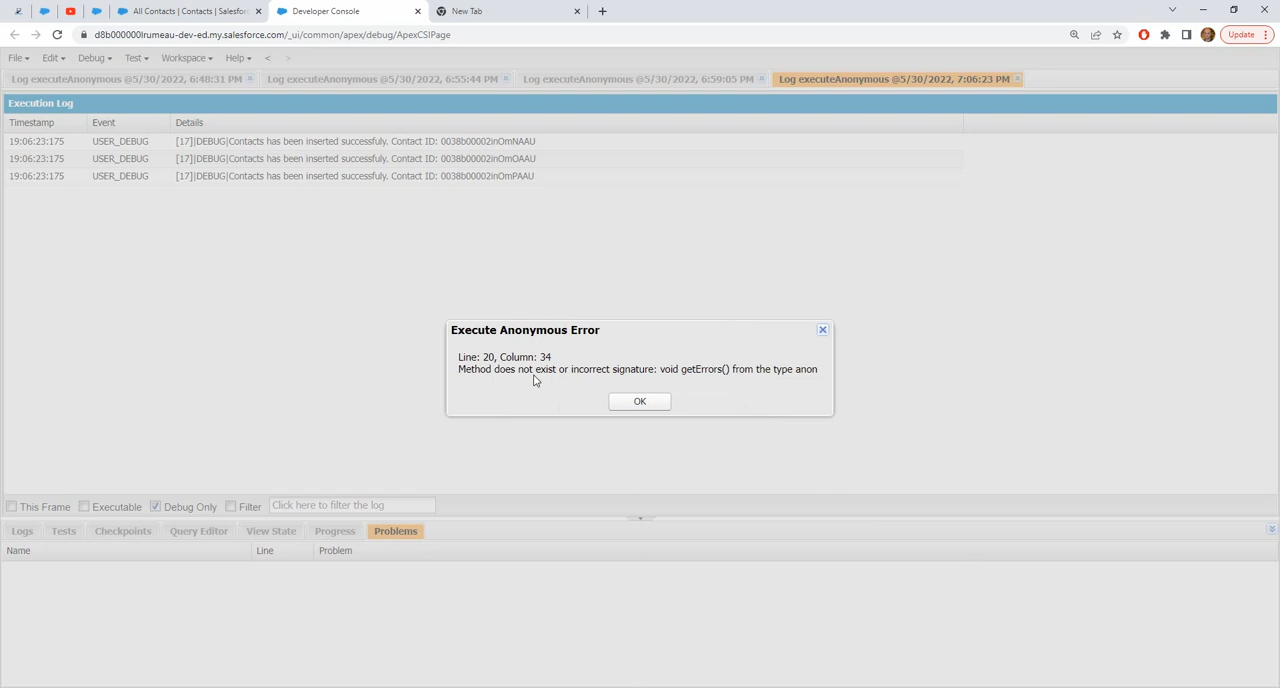 All Contacts | Contacts | Salesforc
Developer Console
New Tab
d8b000000lrumeau-dev-ed.my.salesforce.com/_ui/common/apex/debug/ApexCSIPage
Update
File Edit Debug Test Workspace Help < >
Log executeAnonymous @5/30/2022, 6:48:31 PM
Log executeAnonymous @5/30/2022, 6:55:44 PM
Log executeAnonymous @5/30/2022, 6:59:05 PM
Log executeAnonymous @5/30/2022, 7:06:23 PM
Execution Log
Timestamp Event Details
19:06:23:175 USER_DEBUG [17]|DEBUG|Contacts has been inserted successfuly. Contact ID: 0038b00002inOmNAAU
19:06:23:175 USER_DEBUG [17]|DEBUG|Contacts has been inserted successfuly. Contact ID: 0038b00002inOmOAAU
19:06:23:175 USER_DEBUG [17]|DEBUG|Contacts has been inserted successfuly. Contact ID: 0038b00002inOmPAAU
Execute Anonymous Error
Line: 20, Column: 34
Method does not exist or incorrect signature: void getErrors() from the type anon
OK
This Frame Executable Debug Only Filter Click here to filter the log
Logs Tests Checkpoints Query Editor View State Progress Problems
Name Line Problem